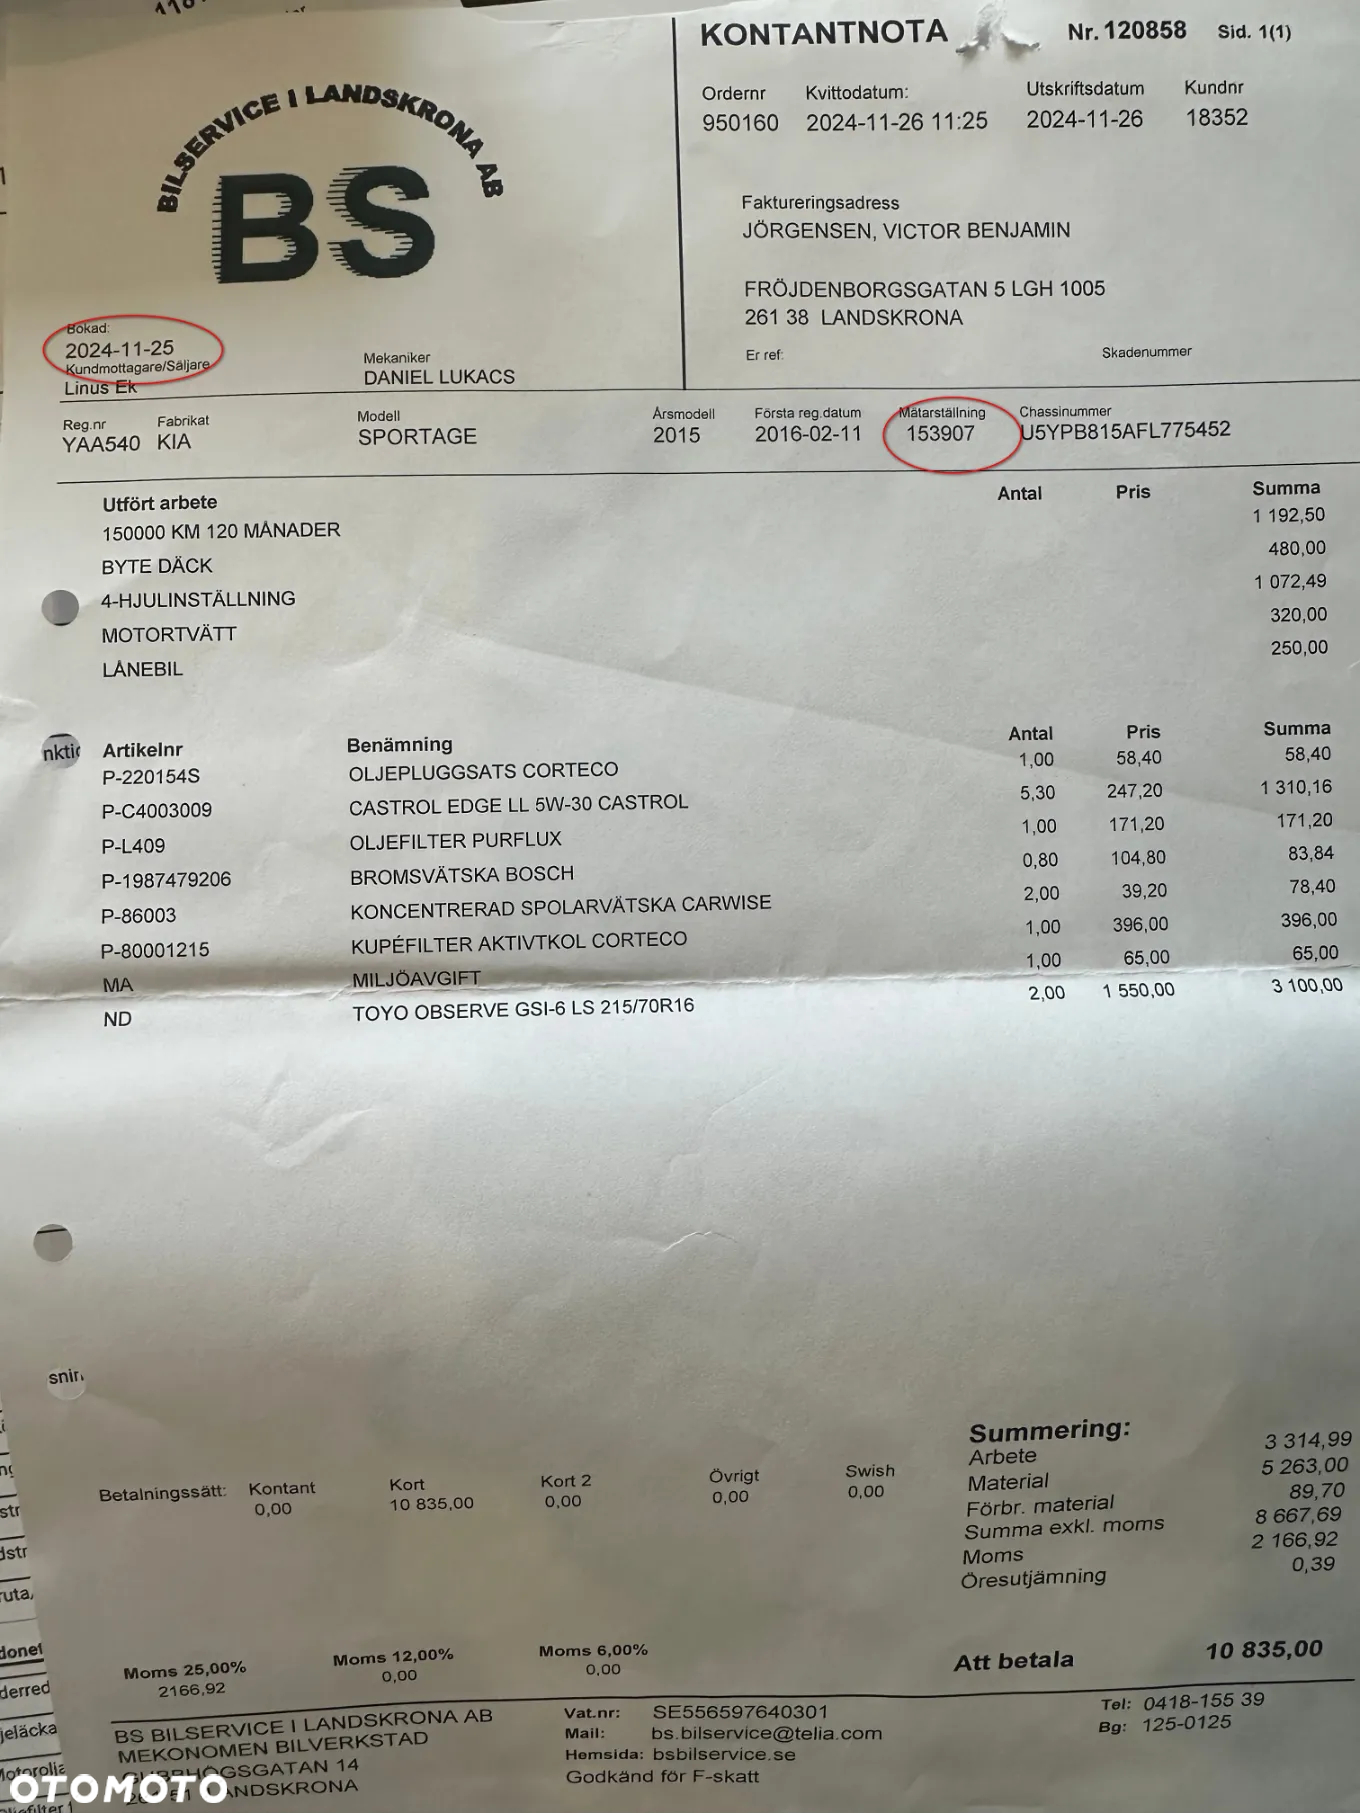 BILSERVICE I LANDSKRONA AB
BS
KONTANTNOTA Nr. 120858 Sid. 1(1)
Ordernr Kvittodatum: Utskriftsdatum Kundnr
950160 2024-11-26 11:25 2024-11-26 18352
Faktureringsadress
JÖRGENSEN, VICTOR BENJAMIN
FRÖJDENBORGSGATAN 5 LGH 1005
261 38 LANDSKRONA
Er ref: Skadenummer
Bokad:
2024-11-25
Kundmottagare/Säljare Mekaniker
Linus Ek DANIEL LUKACS
Reg.nr Fabrikat Modell Årsmodell Första reg.datum Mätarställning Chassinummer
YAA540 KIA SPORTAGE 2015 2016-02-11 153907 U5YPB815AFL775452
Utfört arbete Antal Pris Summa
150000 KM 120 MÅNADER 1 192,50
BYTE DÄCK 480,00
4-HJULINSTÄLLNING 1 072,49
MOTORTVÄTT 320,00
LÅNEBIL 250,00
Artikelnr Benämning Antal Pris Summa
P-220154S OLJEPLUGGSATS CORTECO 1,00 58,40 58,40
P-C4003009 CASTROL EDGE LL 5W-30 CASTROL 5,30 247,20 1 310,16
P-L409 OLJEFILTER PURFLUX 1,00 171,20 171,20
P-1987479206 BROMSVÄTSKA BOSCH 0,80 104,80 83,84
P-86003 KONCENTRERAD SPOLARVÄTSKA CARWISE 2,00 39,20 78,40
P-80001215 KUPÉFILTER AKTIVTKOL CORTECO 1,00 396,00 396,00
MA MILJÖAVGIFT 1,00 65,00 65,00
ND TOYO OBSERVE GSI-6 LS 215/70R16 2,00 1 550,00 3 100,00
Summering:
Arbete 3 314,99
Material 5 263,00
Förbr. material 89,70
Summa exkl. moms 8 667,69
Moms 2 166,92
Öresutjämning 0,39
Betalningssätt: Kontant Kort Kort 2 Övrigt Swish
0,00 10 835,00 0,00 0,00 0,00
Moms 25,00% Moms 12,00% Moms 6,00%
2166,92 0,00 0,00
Att betala 10 835,00
BS BILSERVICE I LANDSKRONA AB
MEKONOMEN BILVERKSTAD
Vat.nr: SE556597640301
Mail: bs.bilservice@telia.com
Hemsida: bsbilservice.se
Godkänd för F-skatt
Tel: 0418-155 39
Bg: 125-0125
GATAN 14
LANDSKRONA
OTOMOTO